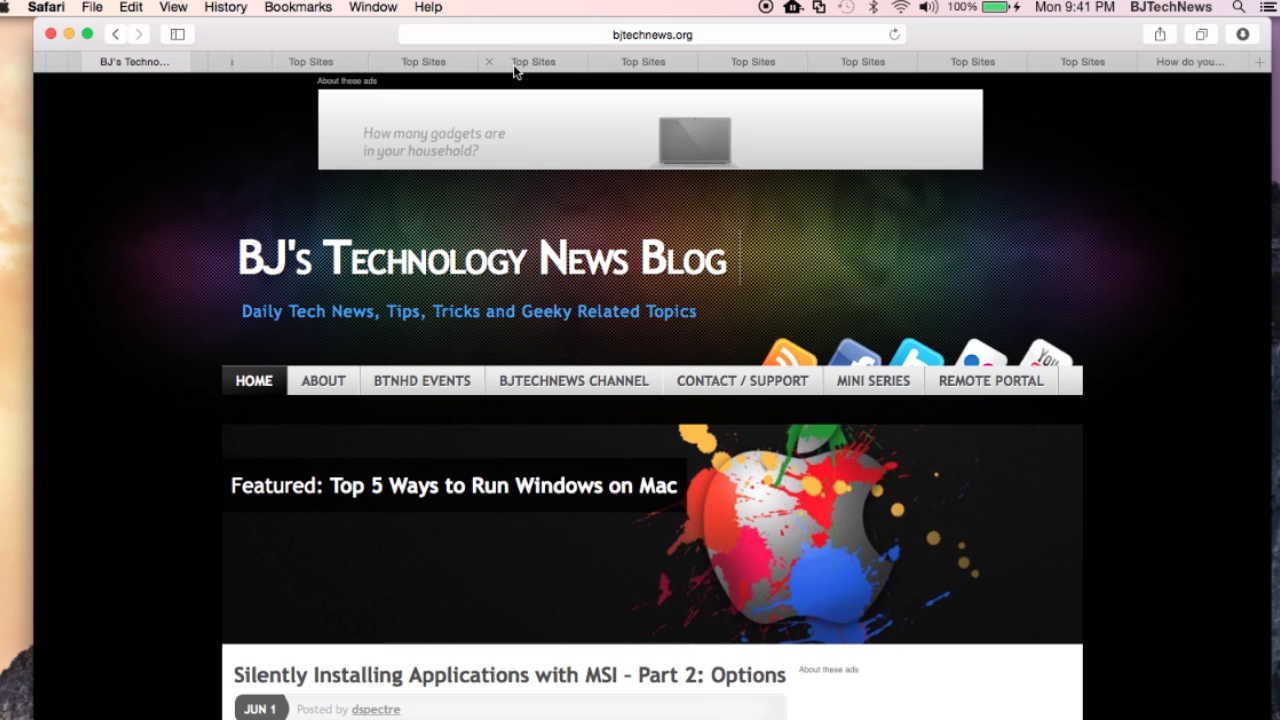 Safari File Edit View History Bookmarks Window Help 100% Mon 9:41 PM BJTechNews
bjtechnews.org
BJ's Techno... Top Sites Top Sites Top Sites Top Sites Top Sites Top Sites Top Sites Top Sites How do you...
About these ads
How many gadgets are
in your household?
BJ's Technology News Blog
Daily Tech News, Tips, Tricks and Geeky Related Topics
You
HOME ABOUT BTNHD EVENTS BJTECHNEWS CHANNEL CONTACT / SUPPORT MINI SERIES REMOTE PORTAL
Featured: Top 5 Ways to Run Windows on Mac
Silently Installing Applications with MSI – Part 2: Options
About these ads
JUN 1 Posted by dspectre